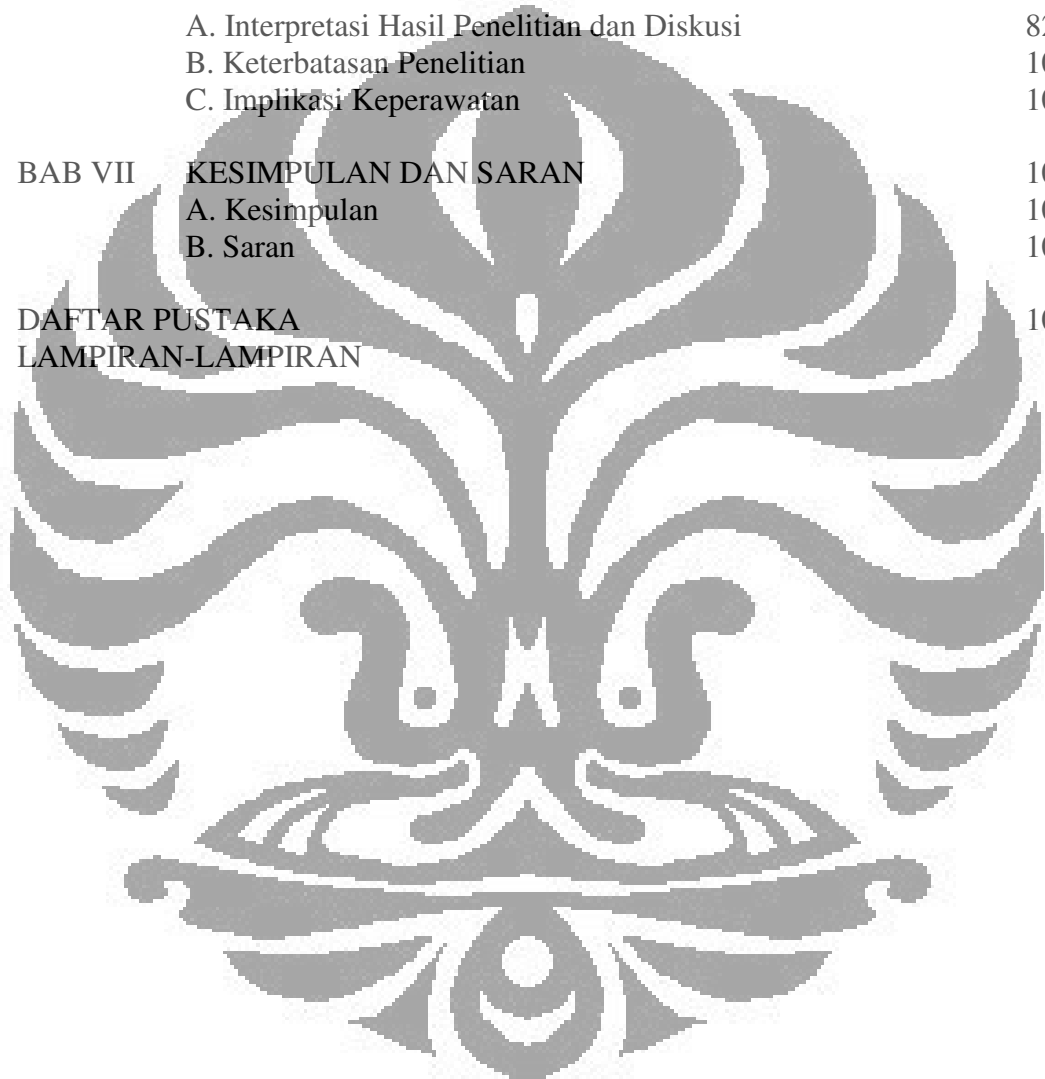 A. Interpretasi Hasil Penelitian dan Diskusi 82
B. Keterbatasan Penelitian
C. Implikasi Keperawatan
BAB VII KESIMPULAN DAN SARAN
A. Kesimpulan
B. Saran
DAFTAR PUSTAKA
LAMPIRAN-LAMPIRAN